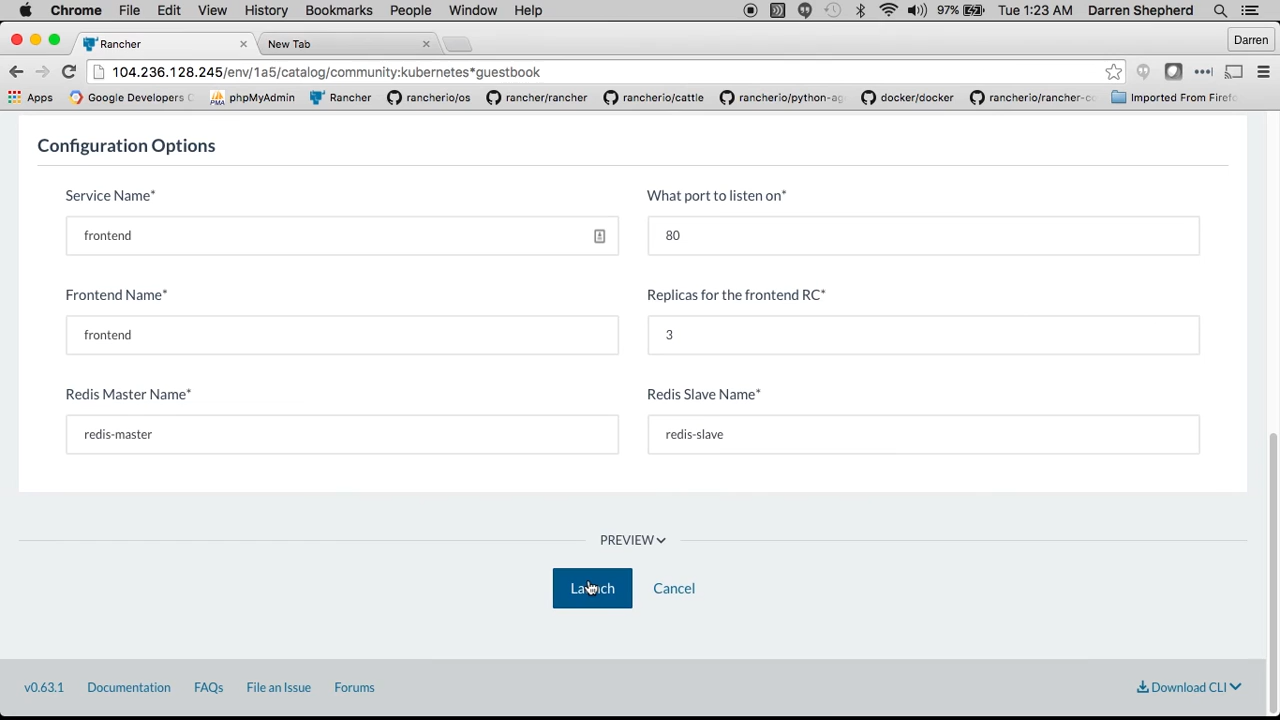 Chrome File Edit View History Bookmarks People Window Help 97% Tue 1:23 AM Darren Shepherd
Rancher New Tab Darren
104.236.128.245/env/1a5/catalog/community:kubernetes*guestbook
Apps Google Developers C phpMyAdmin Rancher rancherio/os rancher/rancher rancherio/cattle rancherio/python-ag docker/docker rancherio/rancher-co Imported From Firef
Configuration Options
Service Name* What port to listen on*
frontend 80
Frontend Name* Replicas for the frontend RC*
frontend 3
Redis Master Name* Redis Slave Name*
redis-master redis-slave
PREVIEW
Launch Cancel
v0.63.1 Documentation FAQs File an Issue Forums Download CLI